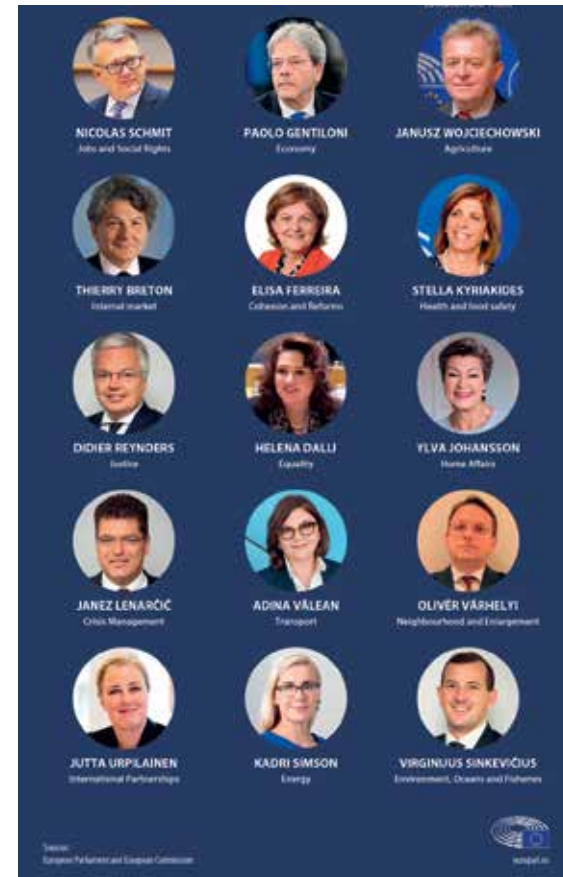 NICOLAS SCHMIT
Jobs and Social Rights
PAOLO GENTILONI
Economy
JANUSZ WOJCIECHOWSKI
Agriculture
THIERRY BRETON
Internal market
ELISA FERREIRA
Cohesion and Reforms
STELLA KYRIAKIDES
Health and food safety
DIDIER REYNDERS
Justice
HELENA DALLI
Equality
YLVA JOHANSSON
Home Affairs
JANEZ LENARČIČ
Crisis Management
ADINA VĂLEAN
Transport
OLIVÉR VÁRHELYI
Neighbourhood and Enlargement
JUTTA URPILAINEN
International Partnerships
KADRI SIMSON
Energy
VIRGINIJUS SINKEVIČIUS
Environment, Oceans and Fisheries
Source:
European Parliament and European Commission
europarl.eu